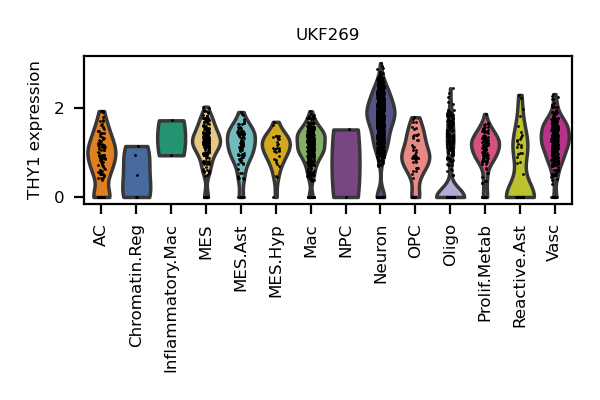 UKF269
THY1 expression
2
0
AC
Chromatin.Reg
Inflammatory.Mac
MES
MES.Ast
MES.Hyp
Mac
NPC
Neuron
OPC
Oligo
Prolif.Metab
Reactive.Ast
Vasc